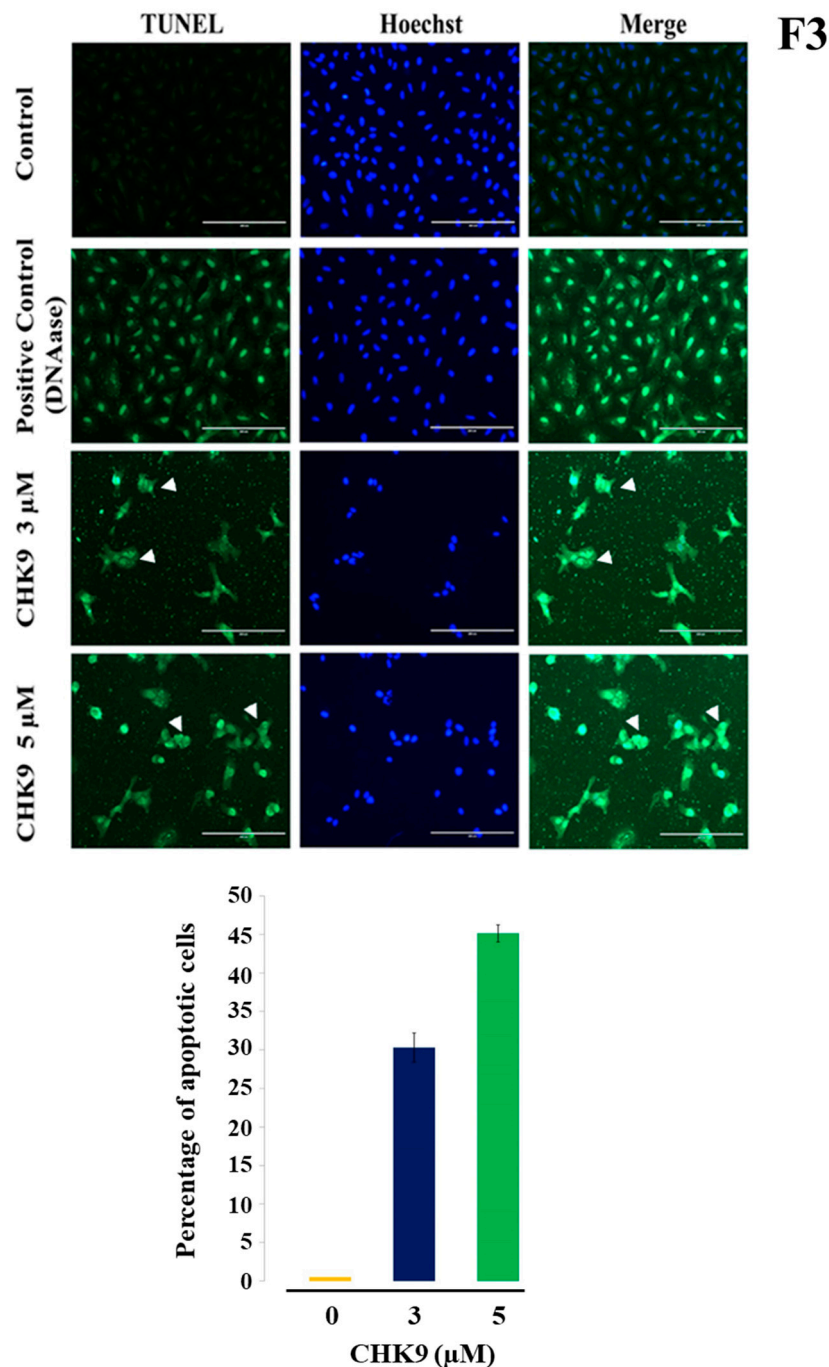 TUNEL Hoechst Merge F3
Control
Positive Control
(DNAase)
CHK9 3 μM
CHK9 5 μM
50
45
40
35
30
25
20
15
10
5
0
Percentage of apoptotic cells
0 3 5
CHK9 (μM)